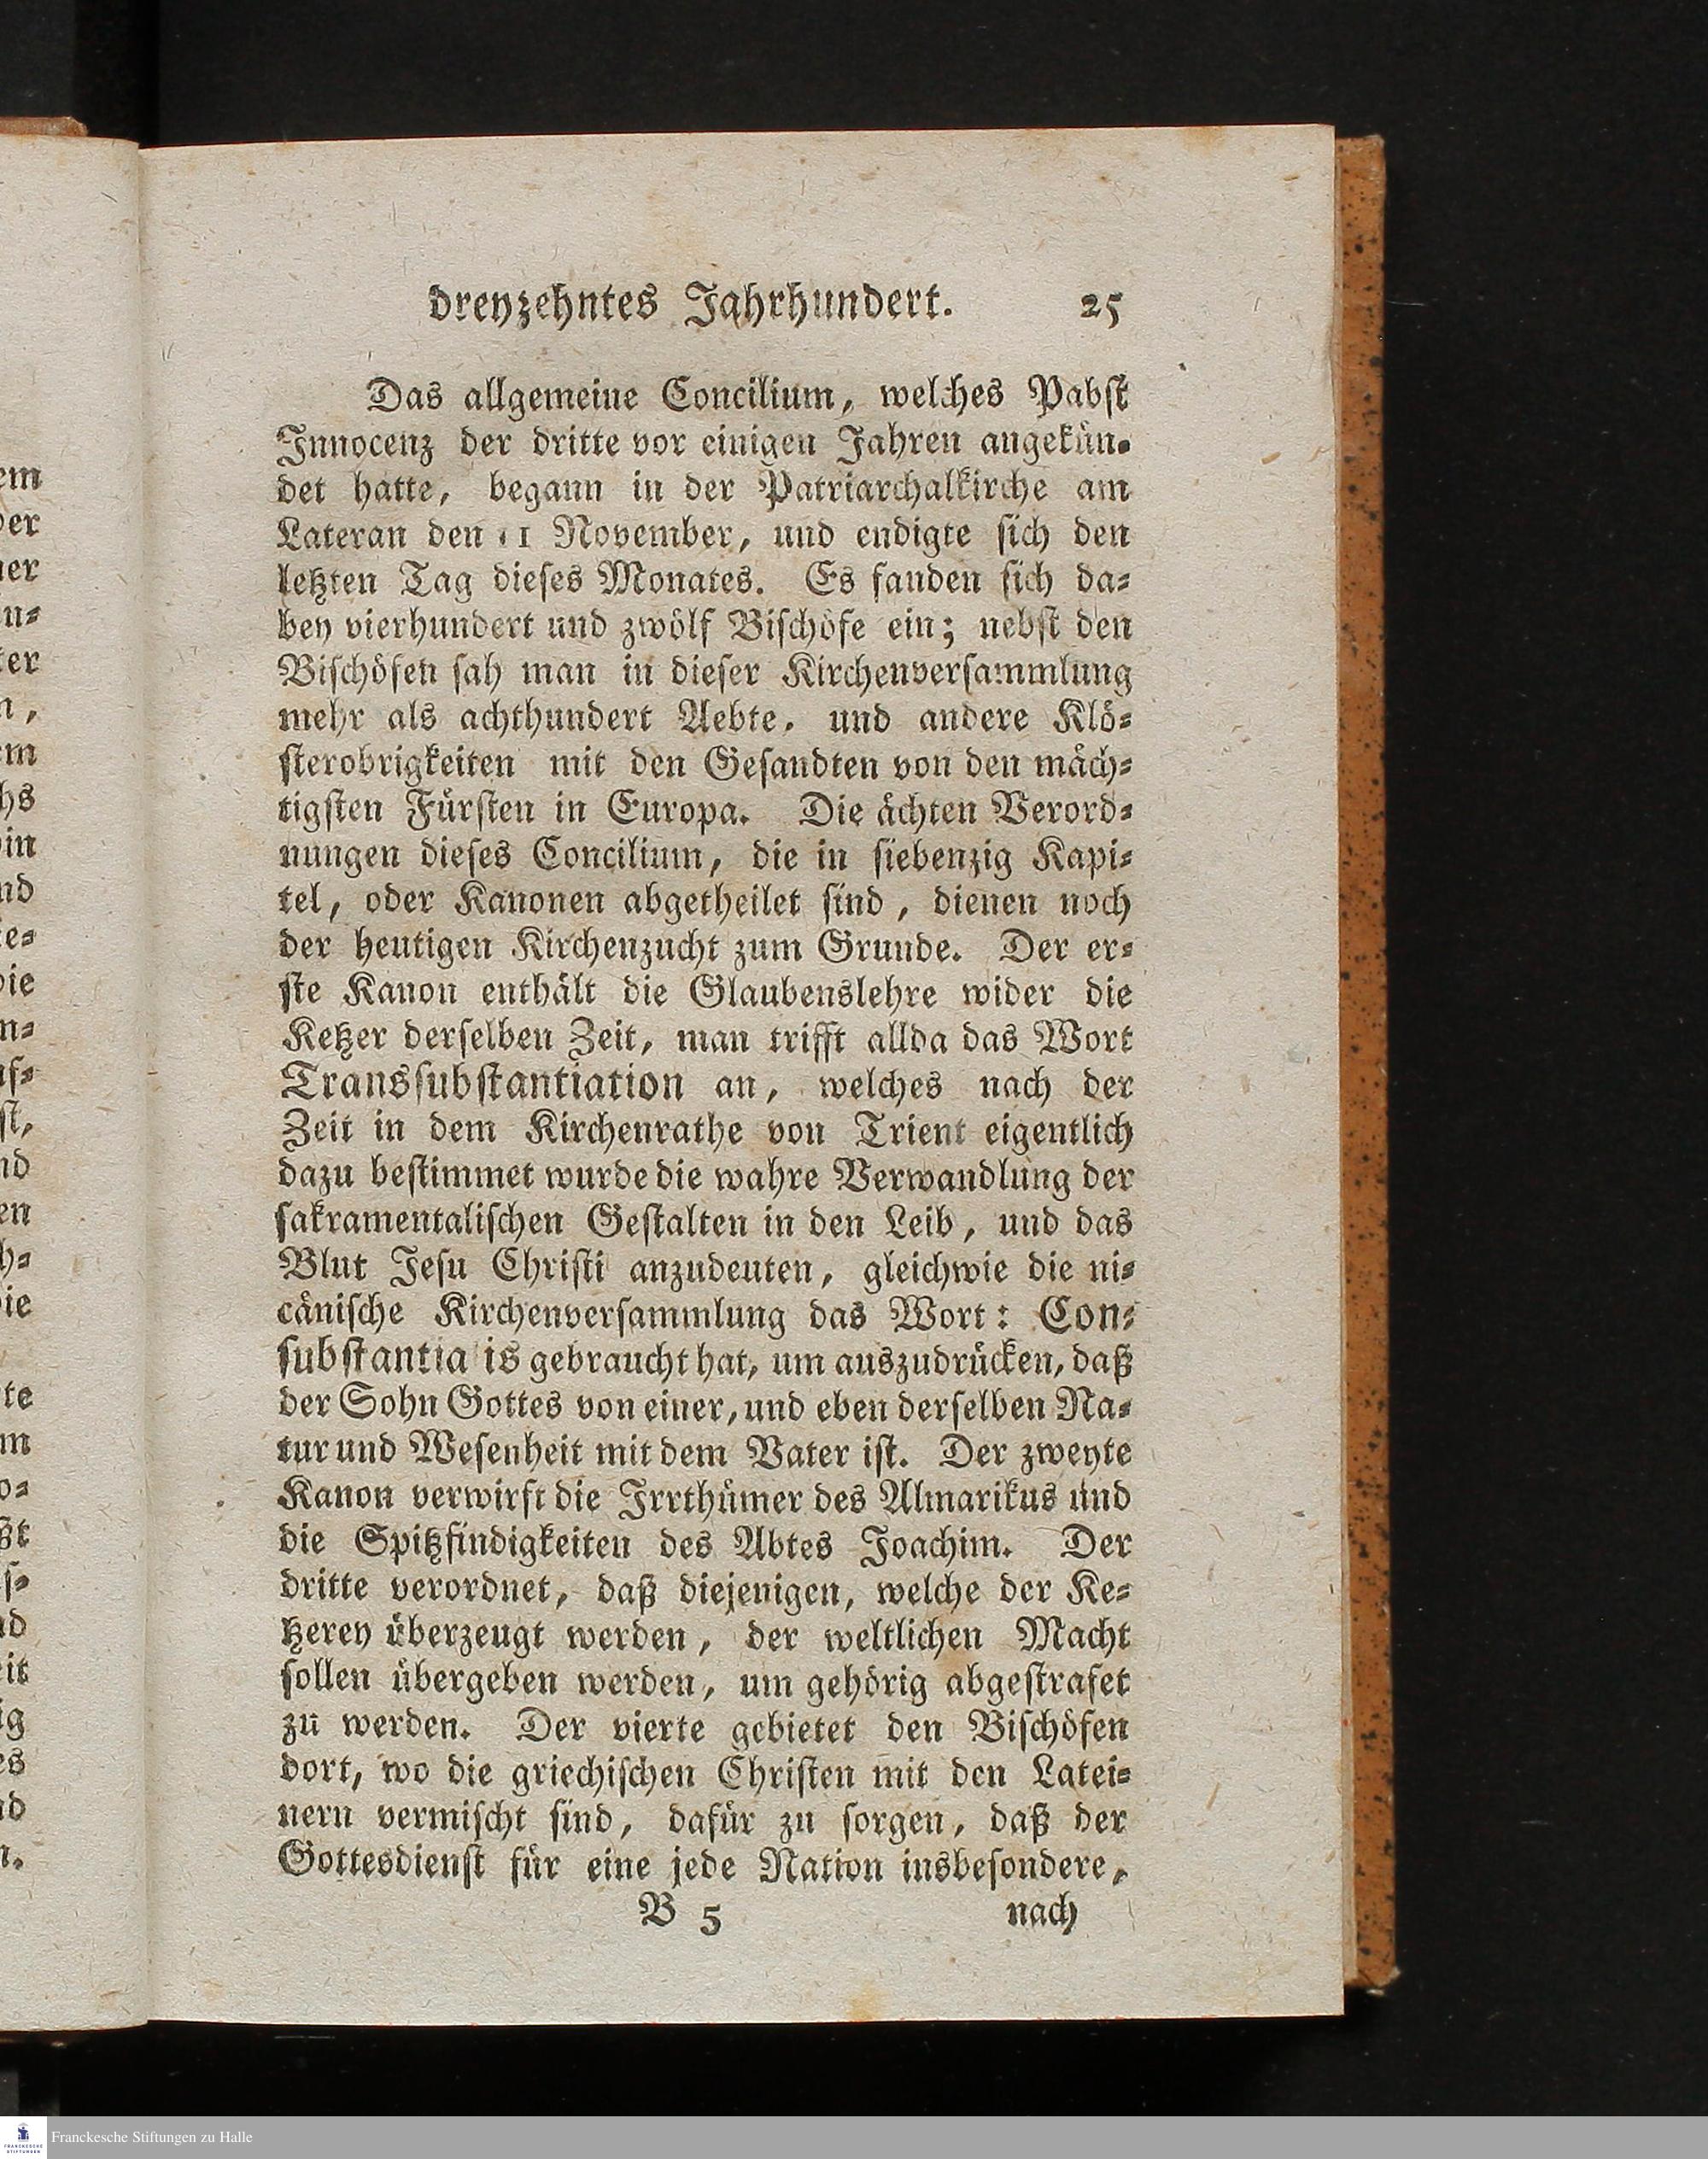 dreyzehntes Jahrhundert. 25
Das allgemeine Concilium, welches Pabst
Innocenz der dritte vor einigen Jahren angekün-
det hatte, begann in der Patriarchalkirche am
Lateran den 11 November, und endigte sich den
letzten Tag dieses Monates. Es fanden sich da-
bey vierhundert und zwölf Bischöfe ein; nebst den
Bischöfen sah man in dieser Kirchenversammlung
mehr als achthundert Aebte, und andere Klö-
sterobrigkeiten mit den Gesandten von den mäch-
tigsten Fürsten in Europa. Die ächten Verord-
nungen dieses Concilium, die in siebenzig Kapi-
tel, oder Kanonen abgetheilet sind, dienen noch
der heutigen Kirchenzucht zum Grunde. Der er-
ste Kanon enthält die Glaubenslehre wider die
Ketzer derselben Zeit, man trifft allda das Wort
Transsubstantiation an, welches nach der
Zeit in dem Kirchenrathe von Trient eigentlich
dazu bestimmet wurde die wahre Verwandlung der
sakramentalischen Gestalten in den Leib, und das
Blut Jesu Christi anzudeuten, gleichwie die ni-
cänische Kirchenversammlung das Wort: Con-
substantia is gebraucht hat, um auszudrücken, daß
der Sohn Gottes von einer, und eben derselben Na-
tur und Wesenheit mit dem Vater ist. Der zweyte
Kanon verwirft die Irrthümer des Almarikus und
die Spitzfindigkeiten des Abtes Joachim. Der
dritte verordnet, daß diejenigen, welche der Ke-
tzerey überzeugt werden, der weltlichen Macht
sollen übergeben werden, um gehörig abgestrafet
zu werden. Der vierte gebietet den Bischöfen
dort, wo die griechischen Christen mit den Latei-
nern vermischt sind, dafür zu sorgen, daß der
Gottesdienst für eine jede Nation insbesondere,
B 5 nach
Franckesche Stiftungen zu Halle